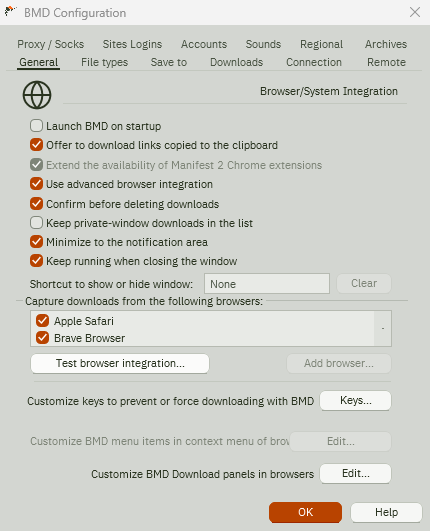 BMD Configuration
Proxy / Socks Sites Logins Accounts Sounds Regional Archives
General File types Save to Downloads Connection Remote
Browser/System Integration
Launch BMD on startup
Offer to download links copied to the clipboard
Extend the availability of Manifest 2 Chrome extensions
Use advanced browser integration
Confirm before deleting downloads
Keep private-window downloads in the list
Minimize to the notification area
Keep running when closing the window
Shortcut to show or hide window: None Clear
Capture downloads from the following browsers:
Apple Safari
Brave Browser
Test browser integration... Add browser...
Customize keys to prevent or force downloading with BMD Keys...
Customize BMD menu items in context menu of brow Edit...
Customize BMD Download panels in browsers Edit...
OK Help